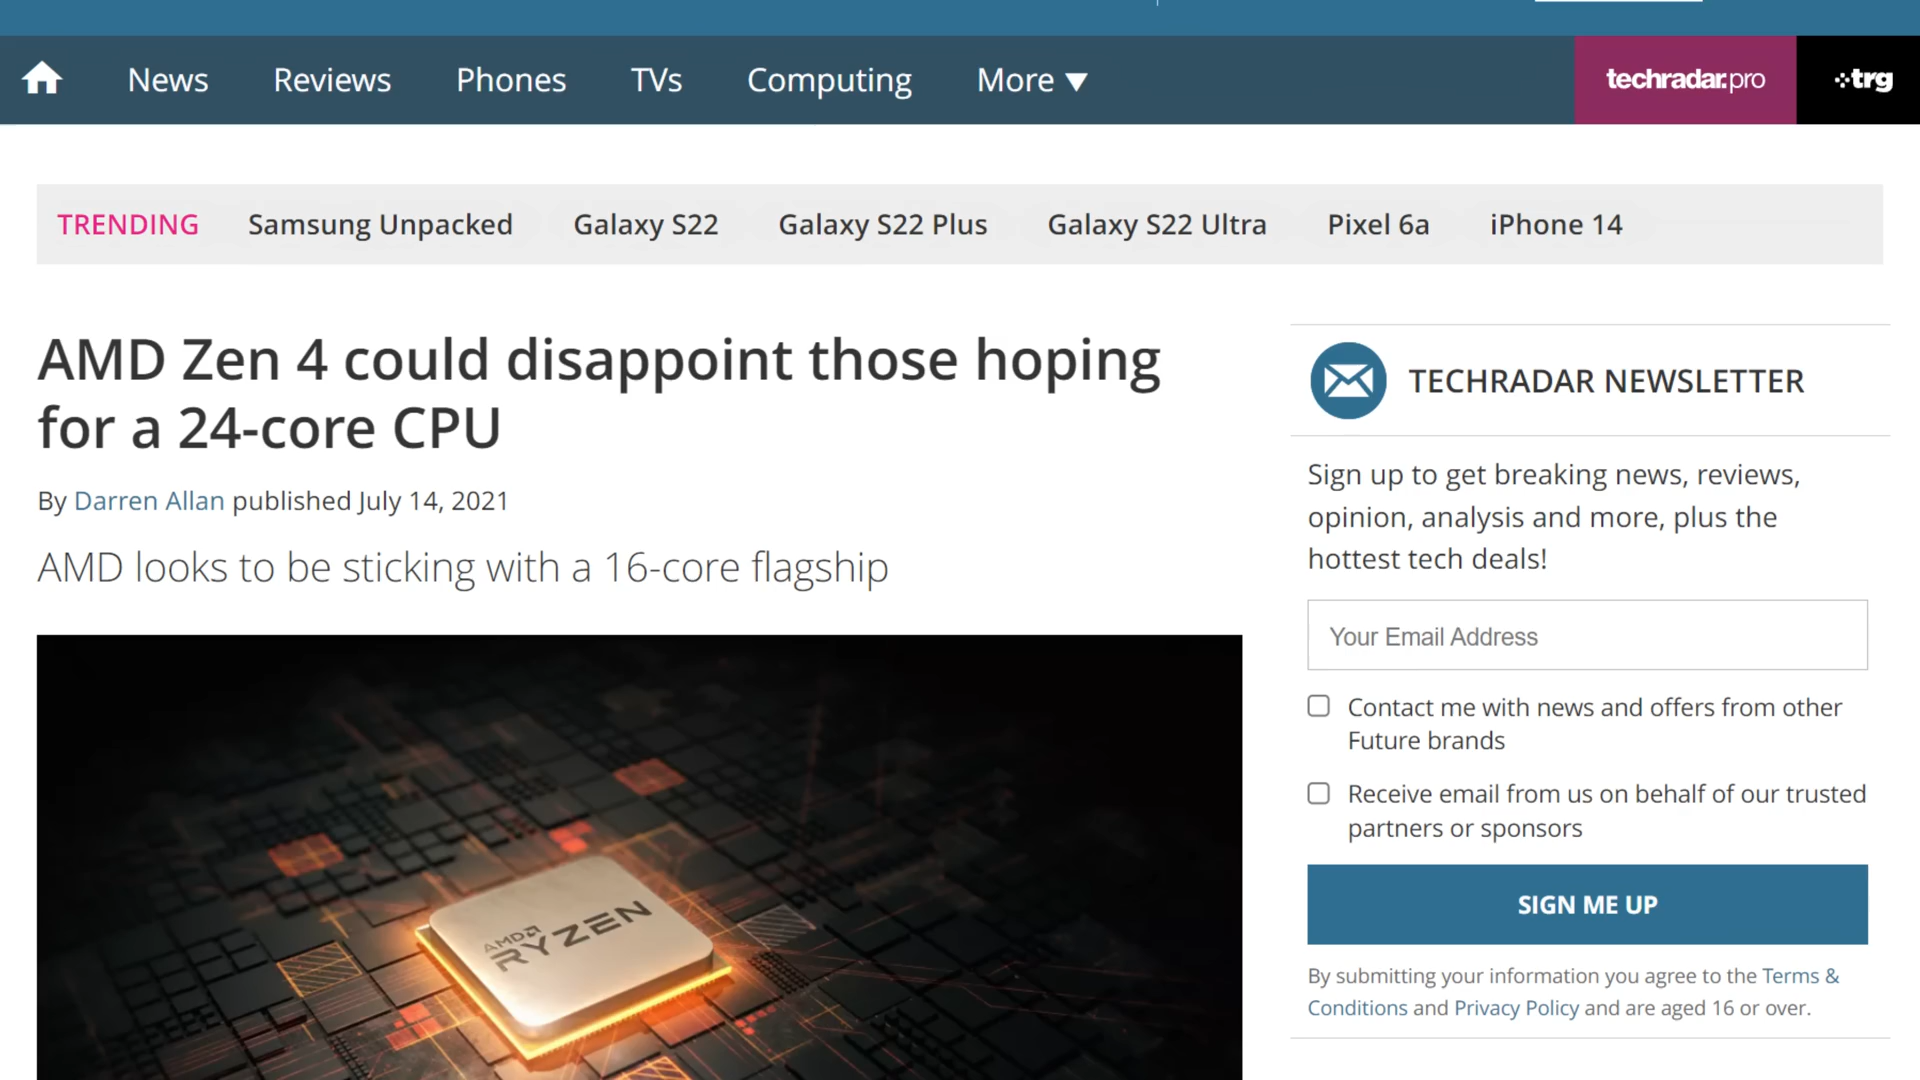 News Reviews Phones TVs Computing More techradar.pro trg
TRENDING Samsung Unpacked Galaxy S22 Galaxy S22 Plus Galaxy S22 Ultra Pixel 6a iPhone 14
AMD Zen 4 could disappoint those hoping
for a 24-core CPU
By Darren Allan published July 14, 2021
AMD looks to be sticking with a 16-core flagship
AMD
RYZEN
TECHRADAR NEWSLETTER
Sign up to get breaking news, reviews,
opinion, analysis and more, plus the
hottest tech deals!
Your Email Address
Contact me with news and offers from other
Future brands
Receive email from us on behalf of our trusted
partners or sponsors
SIGN ME UP
By submitting your information you agree to the Terms &
Conditions and Privacy Policy and are aged 16 or over.